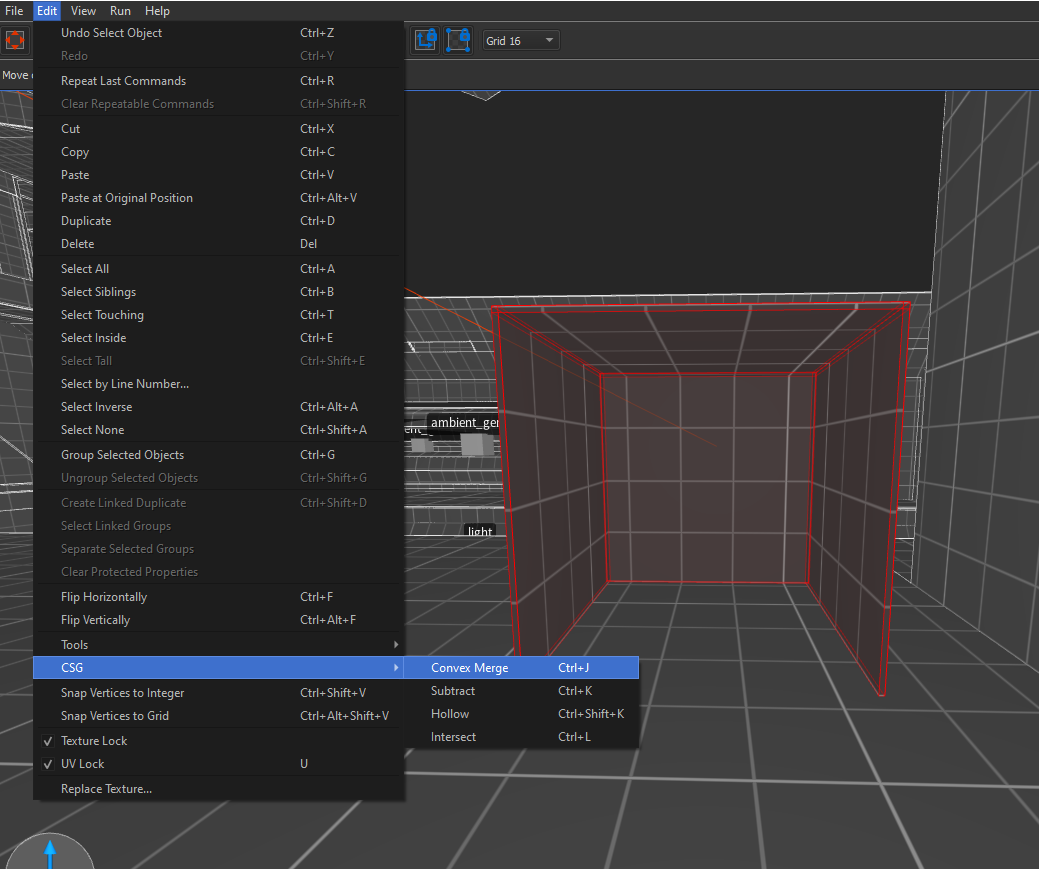 File Edit View Run Help
Grid 16
Move
Undo Select Object Ctrl+Z
Redo Ctrl+Y
Repeat Last Commands Ctrl+R
Clear Repeatable Commands Ctrl+Shift+R
Cut Ctrl+X
Copy Ctrl+C
Paste Ctrl+V
Paste at Original Position Ctrl+Alt+V
Duplicate Ctrl+D
Delete Del
Select All Ctrl+A
Select Siblings Ctrl+B
Select Touching Ctrl+T
Select Inside Ctrl+E
Select Tall Ctrl+Shift+E
Select by Line Number...
Select Inverse Ctrl+Alt+A
Select None Ctrl+Shift+A
Group Selected Objects Ctrl+G
Ungroup Selected Objects Ctrl+Shift+G
Create Linked Duplicate Ctrl+Shift+D
Select Linked Groups
Separate Selected Groups
Clear Protected Properties
Flip Horizontally Ctrl+F
Flip Vertically Ctrl+Alt+F
Tools
CSG
Snap Vertices to Integer Ctrl+Shift+V
Snap Vertices to Grid Ctrl+Alt+Shift+V
Texture Lock
UV Lock U
Replace Texture...
Convex Merge Ctrl+J
Subtract Ctrl+K
Hollow Ctrl+Shift+K
Intersect Ctrl+L
ambient_ger
light